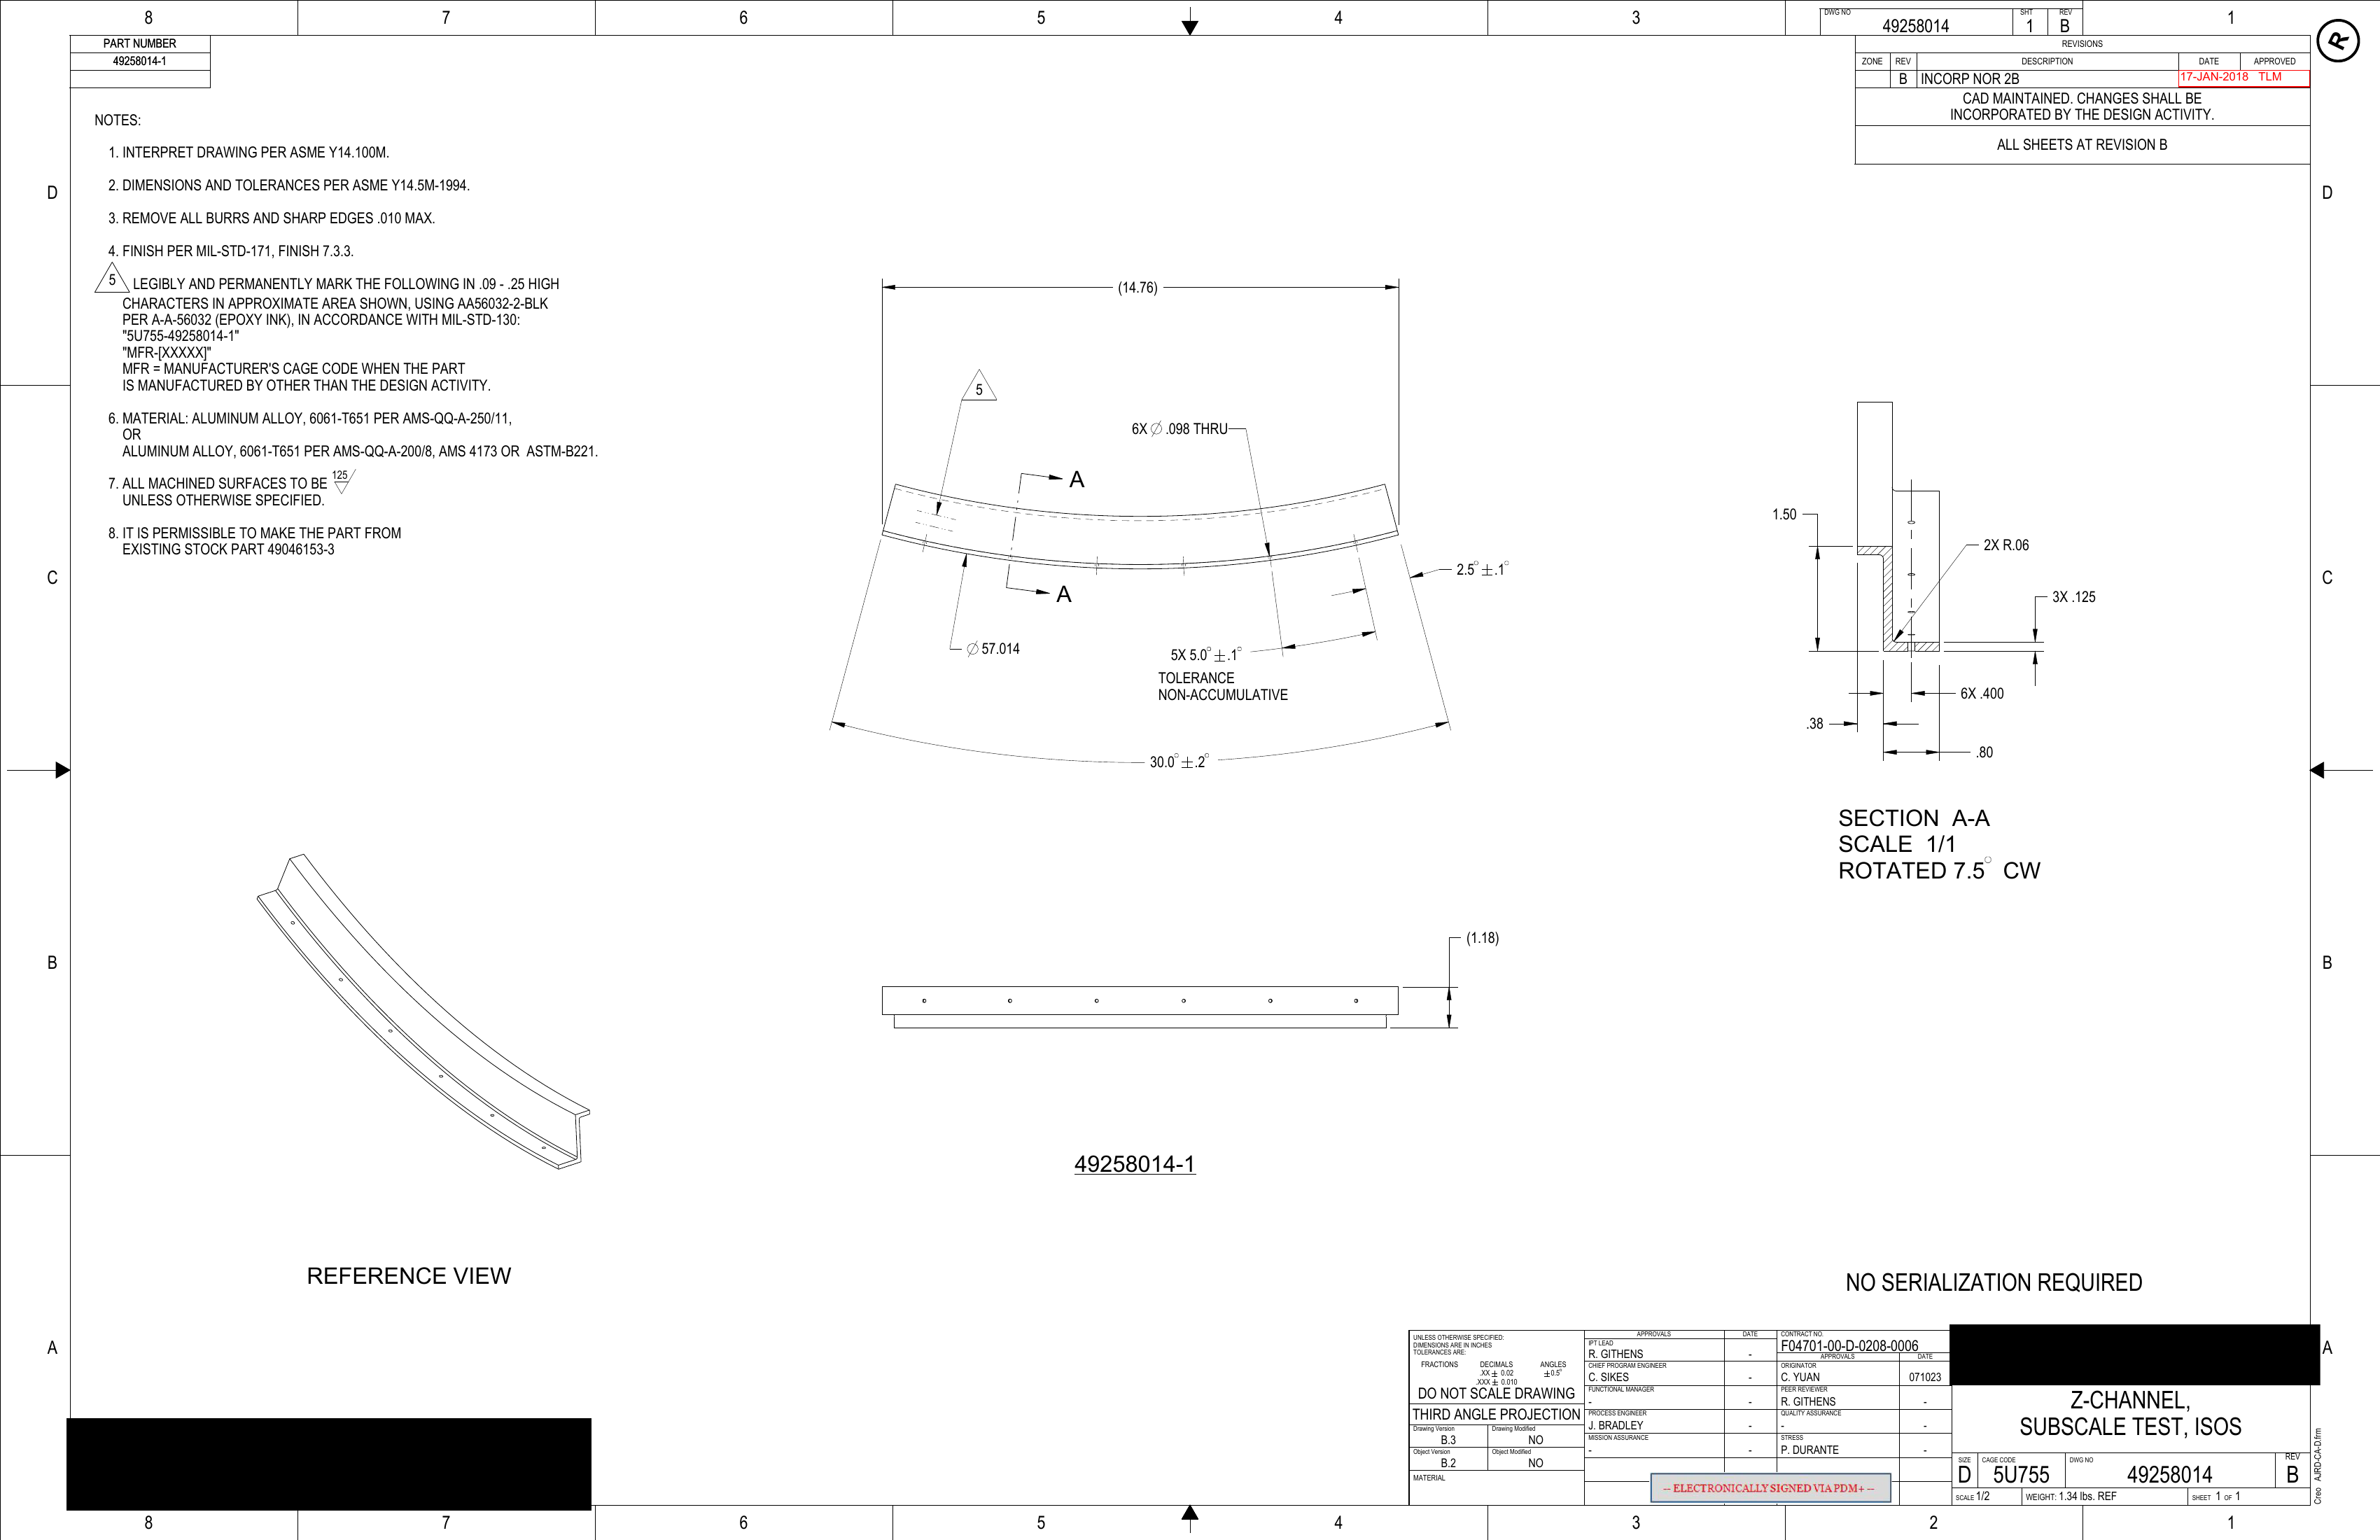 8 7 6 5 4 3 1
DWG NO 49258014 SHT 1 REV B
R
PART NUMBER
49258014-1
REVISIONS
ZONE REV DESCRIPTION DATE APPROVED
B INCORP NOR 2B 17-JAN-2018 TLM
CAD MAINTAINED. CHANGES SHALL BE
INCORPORATED BY THE DESIGN ACTIVITY.
ALL SHEETS AT REVISION B
NOTES:
1. INTERPRET DRAWING PER ASME Y14.100M.
2. DIMENSIONS AND TOLERANCES PER ASME Y14.5M-1994.
3. REMOVE ALL BURRS AND SHARP EDGES .010 MAX.
4. FINISH PER MIL-STD-171, FINISH 7.3.3.
5 LEGIBLY AND PERMANENTLY MARK THE FOLLOWING IN .09 - .25 HIGH
CHARACTERS IN APPROXIMATE AREA SHOWN, USING AA56032-2-BLK
PER A-A-56032 (EPOXY INK), IN ACCORDANCE WITH MIL-STD-130:
"5U755-49258014-1"
"MFR-[XXXXX]"
MFR = MANUFACTURER'S CAGE CODE WHEN THE PART
IS MANUFACTURED BY OTHER THAN THE DESIGN ACTIVITY.
6. MATERIAL: ALUMINUM ALLOY, 6061-T651 PER AMS-QQ-A-250/11,
OR
ALUMINUM ALLOY, 6061-T651 PER AMS-QQ-A-200/8, AMS 4173 OR ASTM-B221.
7. ALL MACHINED SURFACES TO BE 125
UNLESS OTHERWISE SPECIFIED.
8. IT IS PERMISSIBLE TO MAKE THE PART FROM
EXISTING STOCK PART 49046153-3
D D
C C
B B
A A
(14.76)
5
6X ∅ .098 THRU
A
A
2.5° ± .1°
∅ 57.014
5X 5.0° ± .1°
TOLERANCE
NON-ACCUMULATIVE
30.0° ± .2°
1.50
2X R.06
3X .125
6X .400
.38
.80
SECTION A-A
SCALE 1/1
ROTATED 7.5° CW
(1.18)
49258014-1
REFERENCE VIEW
NO SERIALIZATION REQUIRED
UNLESS OTHERWISE SPECIFIED:
DIMENSIONS ARE IN INCHES
TOLERANCES ARE:
FRACTIONS DECIMALS ANGLES
.XX ± 0.02 ±0.5°
.XXX ± 0.010
DO NOT SCALE DRAWING
THIRD ANGLE PROJECTION
Drawing Version Drawing Modified
B.3 NO
Object Version Object Modified
B.2 NO
MATERIAL
APPROVALS DATE
IPT LEAD
R. GITHENS -
CHIEF PROGRAM ENGINEER
C. SIKES -
FUNCTIONAL MANAGER
- -
PROCESS ENGINEER
J. BRADLEY -
MISSION ASSURANCE
- -
CONTRACT NO.
F04701-00-D-0208-0006
APPROVALS DATE
ORIGINATOR
C. YUAN 071023
PEER REVIEWER
R. GITHENS -
QUALITY ASSURANCE
- -
STRESS
P. DURANTE -
-- ELECTRONICALLY SIGNED VIA PDM+ --
Z-CHANNEL,
SUBSCALE TEST, ISOS
SIZE D CAGE CODE 5U755 DWG NO 49258014 REV B
SCALE 1/2 WEIGHT: 1.34 lbs. REF SHEET 1 OF 1
Creo AJRD-CA-D.frm
8 7 6 5 4 3 2 1